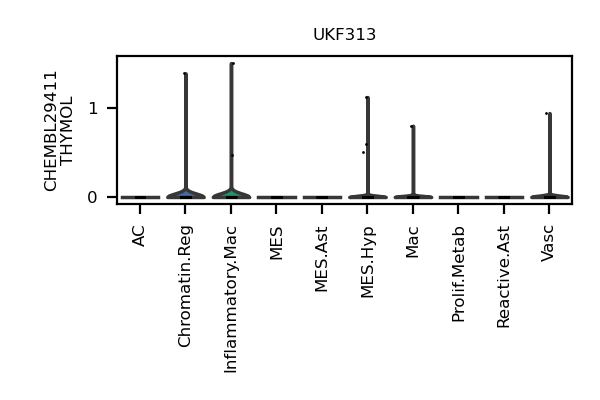 UKF313
CHEMBL29411
THYMOL
1
0
AC
Chromatin.Reg
Inflammatory.Mac
MES
MES.Ast
MES.Hyp
Mac
Prolif.Metab
Reactive.Ast
Vasc